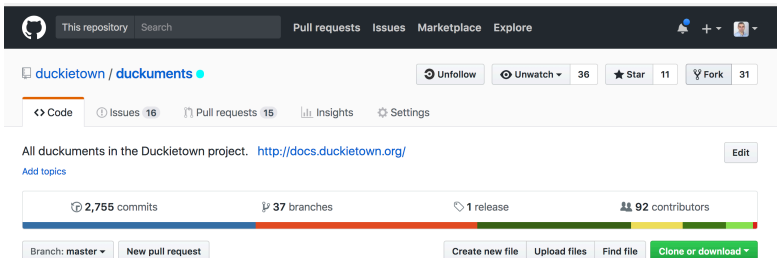 This repository Search Pull requests Issues Marketplace Explore
duckietown / duckuments Unfollow Unwatch 36 Star 11 Fork 31
Code Issues 16 Pull requests 15 Insights Settings
All duckuments in the Duckietown project. http://docs.duckietown.org/ Edit
Add topics
2,755 commits 37 branches 1 release 92 contributors
Branch: master New pull request Create new file Upload files Find file Clone or download